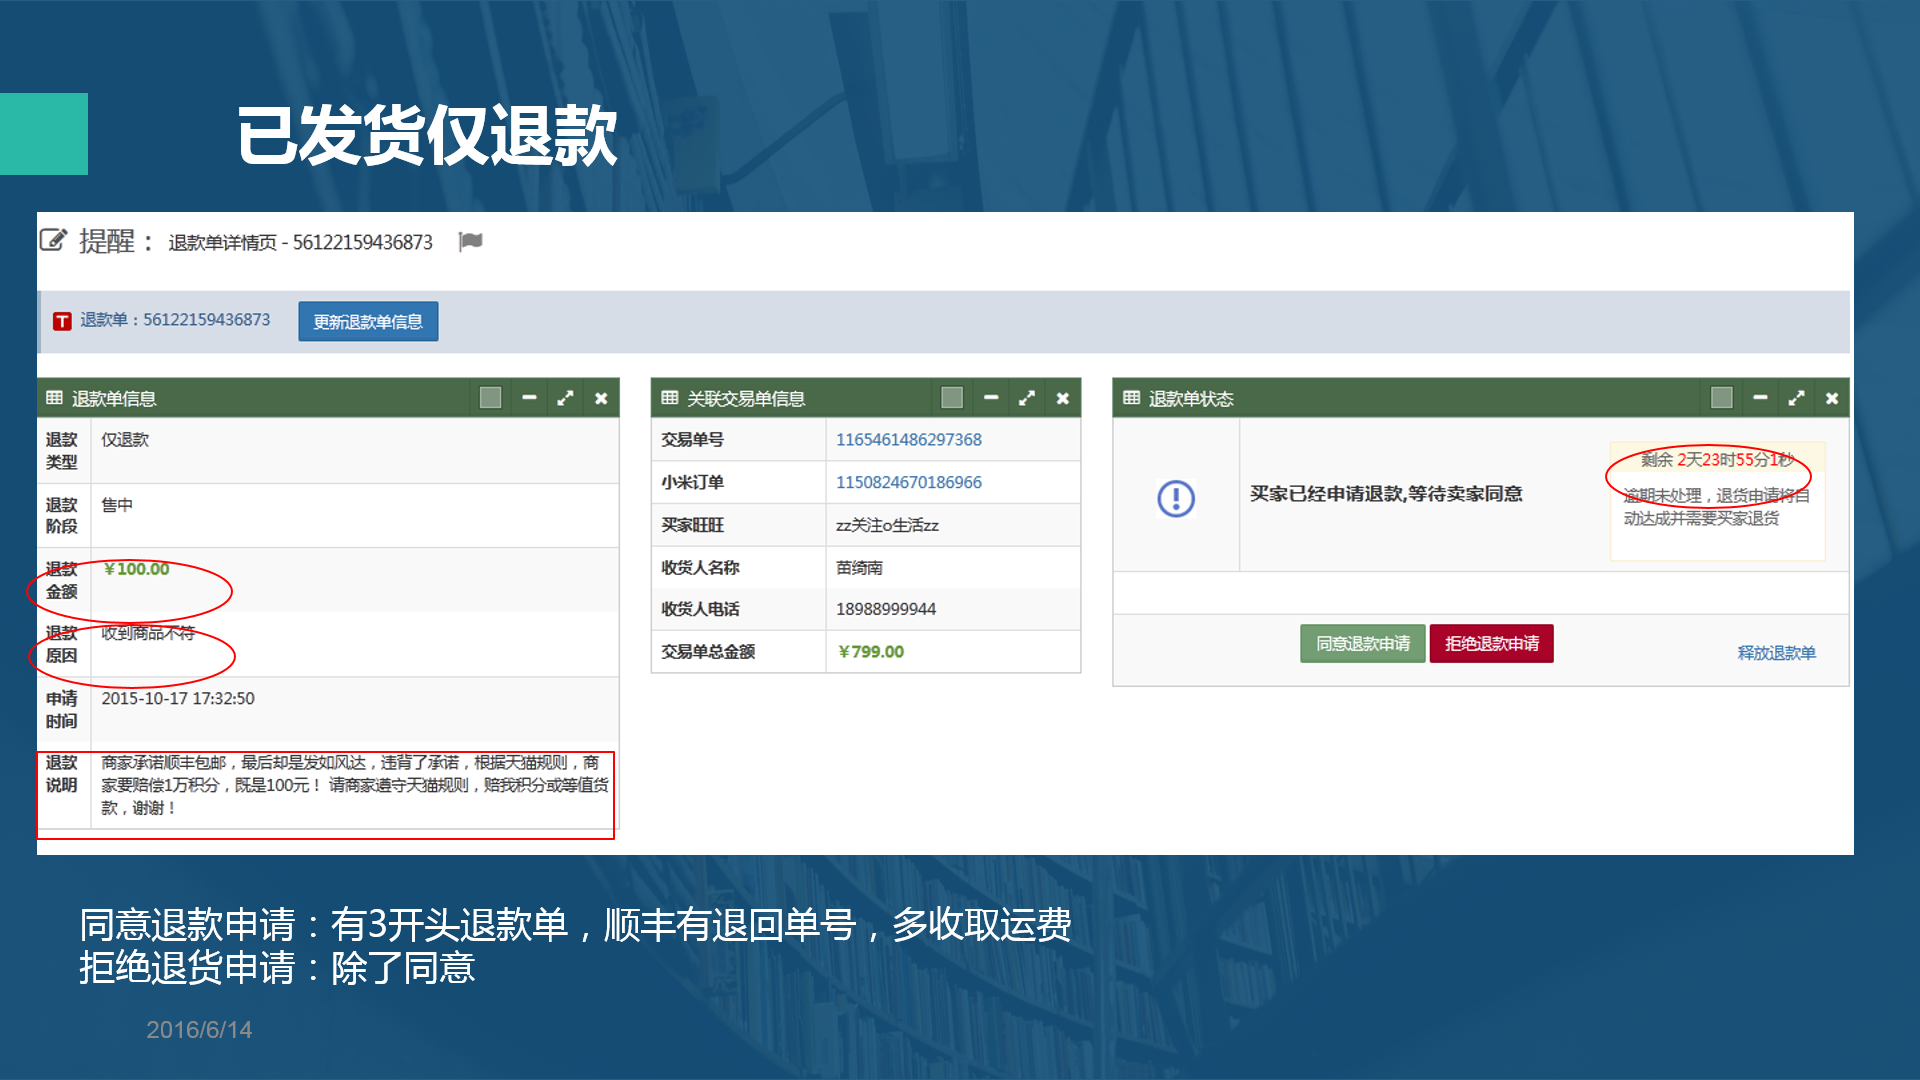 已发货仅退款
提醒： 退款单详情页 - 56122159436873
退款单：56122159436873 更新退款单信息
退款单信息
退款类型 仅退款
退款阶段 售中
退款金额 ￥100.00
退款原因 收到商品不符
申请时间 2015-10-17 17:32:50
退款说明 商家承诺顺丰包邮，最后却是发如风达，违背了承诺，根据天猫规则，商
家要赔偿1万积分，既是100元！ 请商家遵守天猫规则，赔我积分或等值货
款，谢谢！
关联交易单信息
交易单号 1165461486297368
小米订单 1150824670186966
买家旺旺 zz关注o生活zz
收货人名称 苗绮南
收货人电话 18988999944
交易单总金额 ￥799.00
退款单状态
买家已经申请退款,等待卖家同意
剩余 2天23时55分1秒
逾期未处理，退货申请将自
动达成并需要买家退货
同意退款申请 拒绝退款申请 释放退款单
同意退款申请：有3开头退款单，顺丰有退回单号，多收取运费
拒绝退货申请：除了同意
2016/6/14